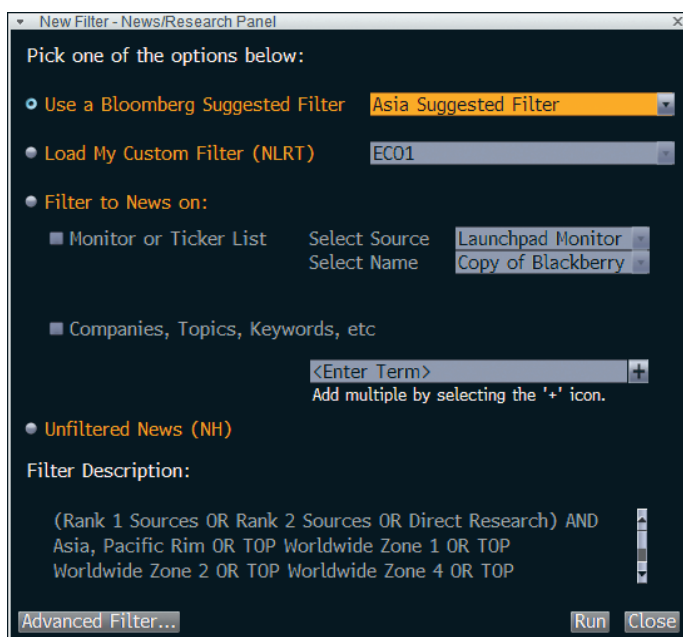 New Filter - News/Research Panel
Pick one of the options below:
Use a Bloomberg Suggested Filter Asia Suggested Filter
Load My Custom Filter (NLRT) ECO1
Filter to News on:
Monitor or Ticker List Select Source Launchpad Monitor
Select Name Copy of Blackberry
Companies, Topics, Keywords, etc
<Enter Term> +
Add multiple by selecting the '+' icon.
Unfiltered News (NH)
Filter Description:
(Rank 1 Sources OR Rank 2 Sources OR Direct Research) AND
Asia, Pacific Rim OR TOP Worldwide Zone 1 OR TOP
Worldwide Zone 2 OR TOP Worldwide Zone 4 OR TOP
Advanced Filter... Run Close